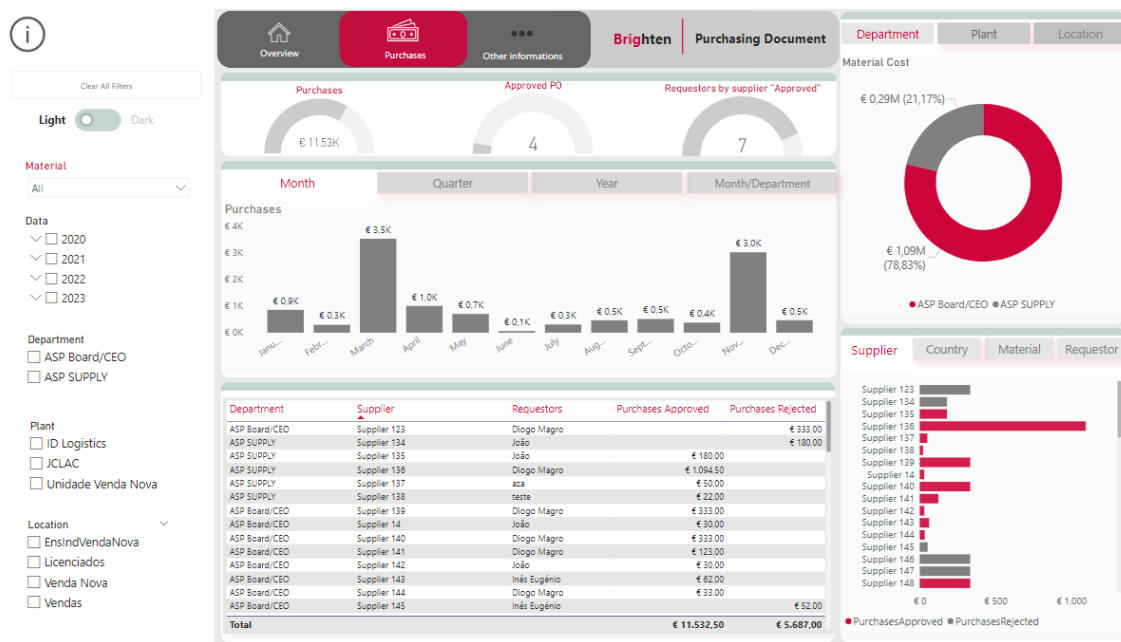 i
Clear All Filters
Light Dark
Material
All
Data
2020
2021
2022
2023
Department
ASP Board/CEO
ASP SUPPLY
Plant
ID Logistics
JCLAC
Unidade Venda Nova
Location
EnsIndVendaNova
Licenciados
Venda Nova
Vendas
Overview
Purchases
Other informations
Brighten
Purchasing Document
Purchases
€ 11.53K
Approved PO
4
Requestors by supplier "Approved"
7
Month Quarter Year Month/Department
Purchases
€ 4K
€ 3K
€ 2K
€ 1K
€ 0K
€ 0,9K
€ 0,3K
€ 3,5K
€ 1,0K
€ 0,7K
€ 0,1K
€ 0,3K
€ 0,5K
€ 0,5K
€ 0,4K
€ 3,0K
€ 0,5K
Janu...
Febr...
March
April
May
June
July
Aug...
Sept...
Octo...
Nov...
Dec...
Department Supplier Requestors Purchases Approved Purchases Rejected
ASP Board/CEO Supplier 123 Diogo Magro € 333,00
ASP SUPPLY Supplier 134 João € 180,00
ASP SUPPLY Supplier 135 João € 180,00
ASP SUPPLY Supplier 136 Diogo Magro € 1.094,50
ASP SUPPLY Supplier 137 aza € 50,00
ASP SUPPLY Supplier 138 teste € 22,00
ASP Board/CEO Supplier 139 Diogo Magro € 333,00
ASP Board/CEO Supplier 14 João € 30,00
ASP Board/CEO Supplier 140 Diogo Magro € 333,00
ASP Board/CEO Supplier 141 Diogo Magro € 123,00
ASP Board/CEO Supplier 142 João € 30,00
ASP Board/CEO Supplier 143 Inês Eugénio € 62,00
ASP Board/CEO Supplier 144 Diogo Magro € 33,00
ASP Board/CEO Supplier 145 Inês Eugénio € 52,00
Total € 11.532,50 € 5.687,00
Department Plant Location
Material Cost
€ 0,29M (21,17%)
€ 1,09M
(78,83%)
ASP Board/CEO ASP SUPPLY
Supplier Country Material Requestor
Supplier 123
Supplier 134
Supplier 135
Supplier 136
Supplier 137
Supplier 138
Supplier 139
Supplier 14
Supplier 140
Supplier 141
Supplier 142
Supplier 143
Supplier 144
Supplier 145
Supplier 146
Supplier 147
Supplier 148
€ 0 € 500 € 1.000
PurchasesApproved PurchasesRejected